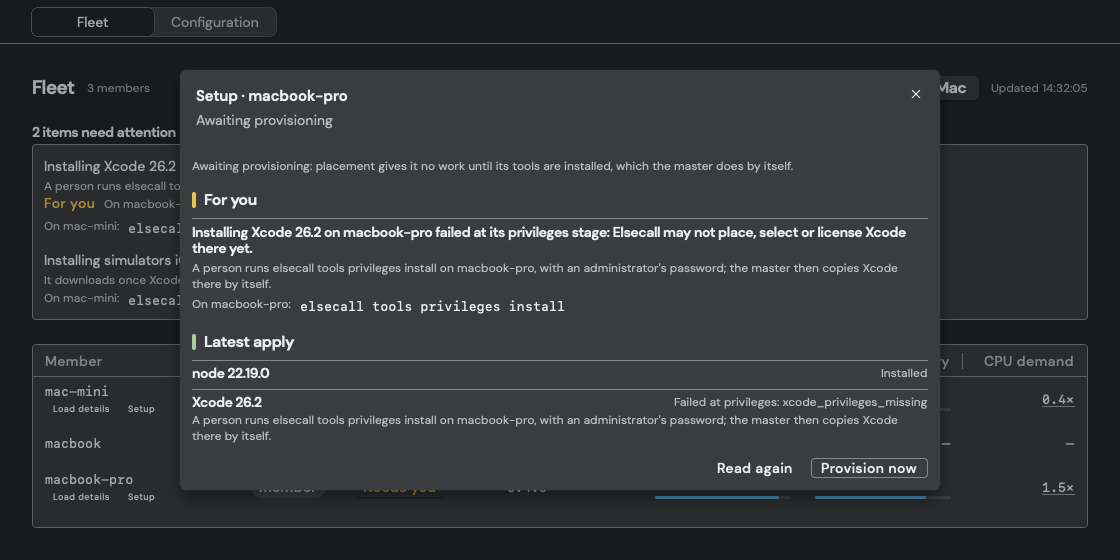 Fleet
Configuration
Fleet
3 members
Mac
Updated 14:32:05
2 items need attention
Installing Xcode 26.2
A person runs elsecall to
For you
On macbook-
On mac-mini:
Installing simulators
It downloads once
On mac-mini:
Member
CPU demand
mac-mini
Load details
Setup
0.4×
macbook
—
—
macbook-pro
Load details
Setup
1.5×
Setup · macbook-pro
×
Awaiting provisioning
Awaiting provisioning: placement gives it no work until its tools are installed, which the master does by itself.
For you
Installing Xcode 26.2 on macbook-pro failed at its privileges stage: Elsecall may not place, select or license Xcode
there yet.
A person runs elsecall tools privileges install on macbook-pro, with an administrator's password; the master then copies Xcode
there by itself.
On macbook-pro: elsecall tools privileges install
Latest apply
node 22.19.0
Installed
Xcode 26.2
Failed at privileges: xcode_privileges_missing
A person runs elsecall tools privileges install on macbook-pro, with an administrator's password; the master then copies Xcode
there by itself.
Read again
Provision now